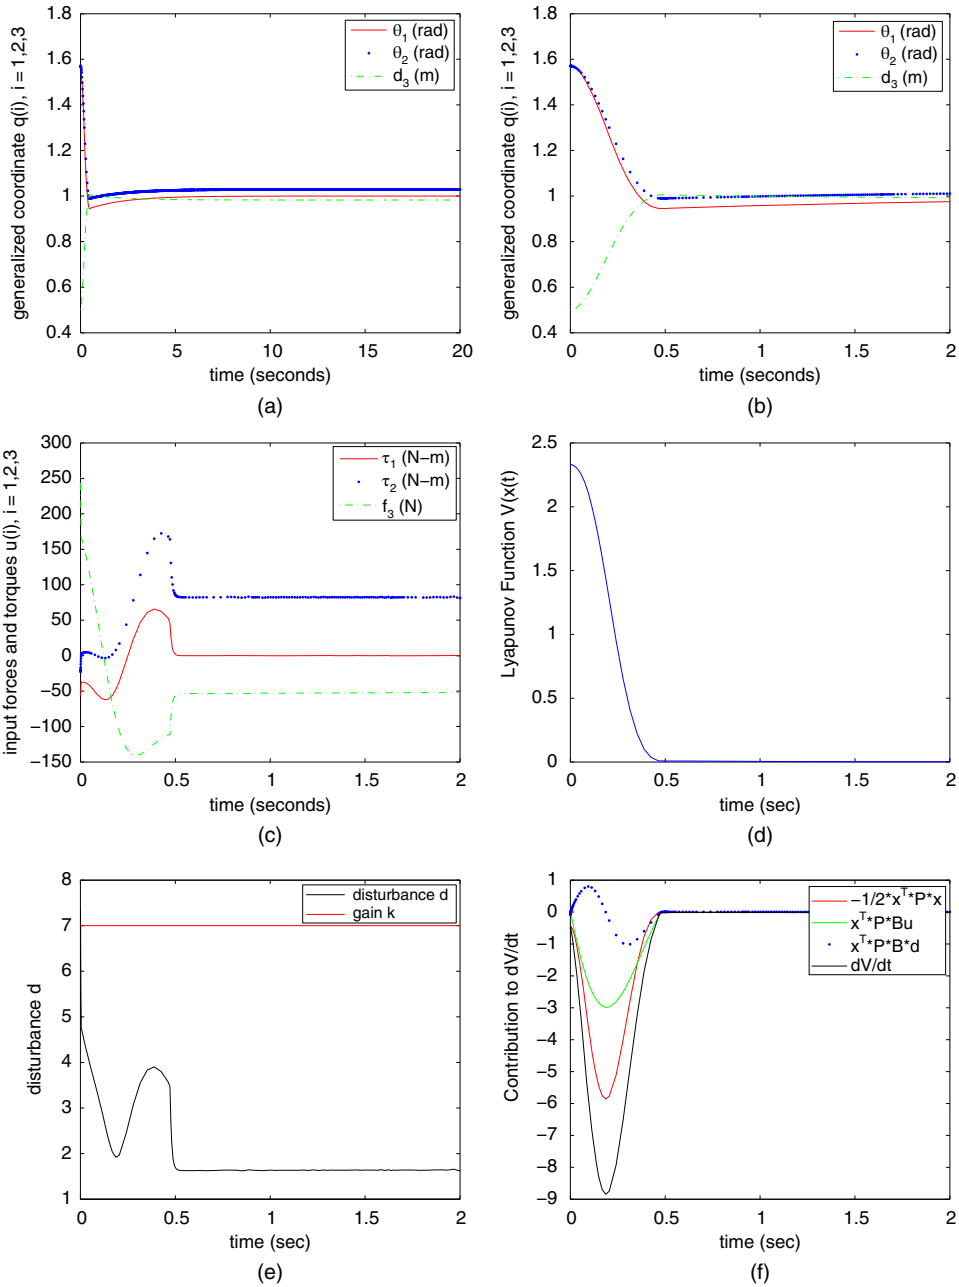 generalized coordinate q(i), i = 1,2,3
1.8
1.6
1.4
1.2
1
0.8
0.6
0.4
θ1 (rad)
θ2 (rad)
d3 (m)
0
5
10
15
20
time (seconds)
(a)
generalized coordinate q(i), i = 1,2,3
1.8
1.6
1.4
1.2
1
0.8
0.6
0.4
θ1 (rad)
θ2 (rad)
d3 (m)
0
0.5
1
1.5
2
time (seconds)
(b)
input forces and torques u(i), i = 1,2,3
300
250
200
150
100
50
0
−50
−100
−150
τ1 (N−m)
τ2 (N−m)
f3 (N)
0
0.5
1
1.5
2
time (seconds)
(c)
Lyapunov Function V(x(t)
2.5
2
1.5
1
0.5
0
0
0.5
1
1.5
2
time (sec)
(d)
disturbance d
8
7
6
5
4
3
2
1
disturbance d
gain k
0
0.5
1
1.5
2
time (sec)
(e)
Contribution to dV/dt
1
0
−1
−2
−3
−4
−5
−6
−7
−8
−9
−1/2*x^T*P*x
x^T*P*Bu
x^T*P*B*d
dV/dt
0
0.5
1
1.5
2
time (sec)
(f)